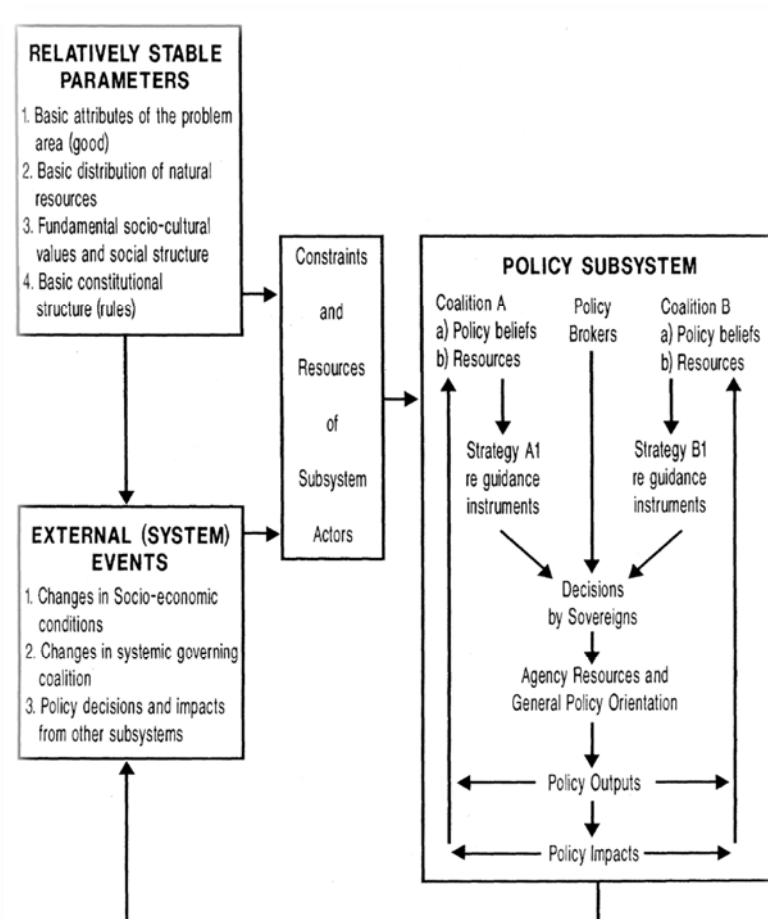 RELATIVELY STABLE
PARAMETERS
1. Basic attributes of the problem
area (good)
2. Basic distribution of natural
resources
3. Fundamental socio-cultural
values and social structure
4. Basic constitutional
structure (rules)
EXTERNAL (SYSTEM)
EVENTS
1. Changes in Socio-economic
conditions
2. Changes in systemic governing
coalition
3. Policy decisions and impacts
from other subsystems
Constraints
and
Resources
of
Subsystem
Actors
POLICY SUBSYSTEM
Coalition A
a) Policy beliefs
b) Resources
Policy
Brokers
Coalition B
a) Policy beliefs
b) Resources
Strategy A1
re guidance
instruments
Strategy B1
re guidance
instruments
Decisions
by Sovereigns
Agency Resources and
General Policy Orientation
Policy Outputs
Policy Impacts